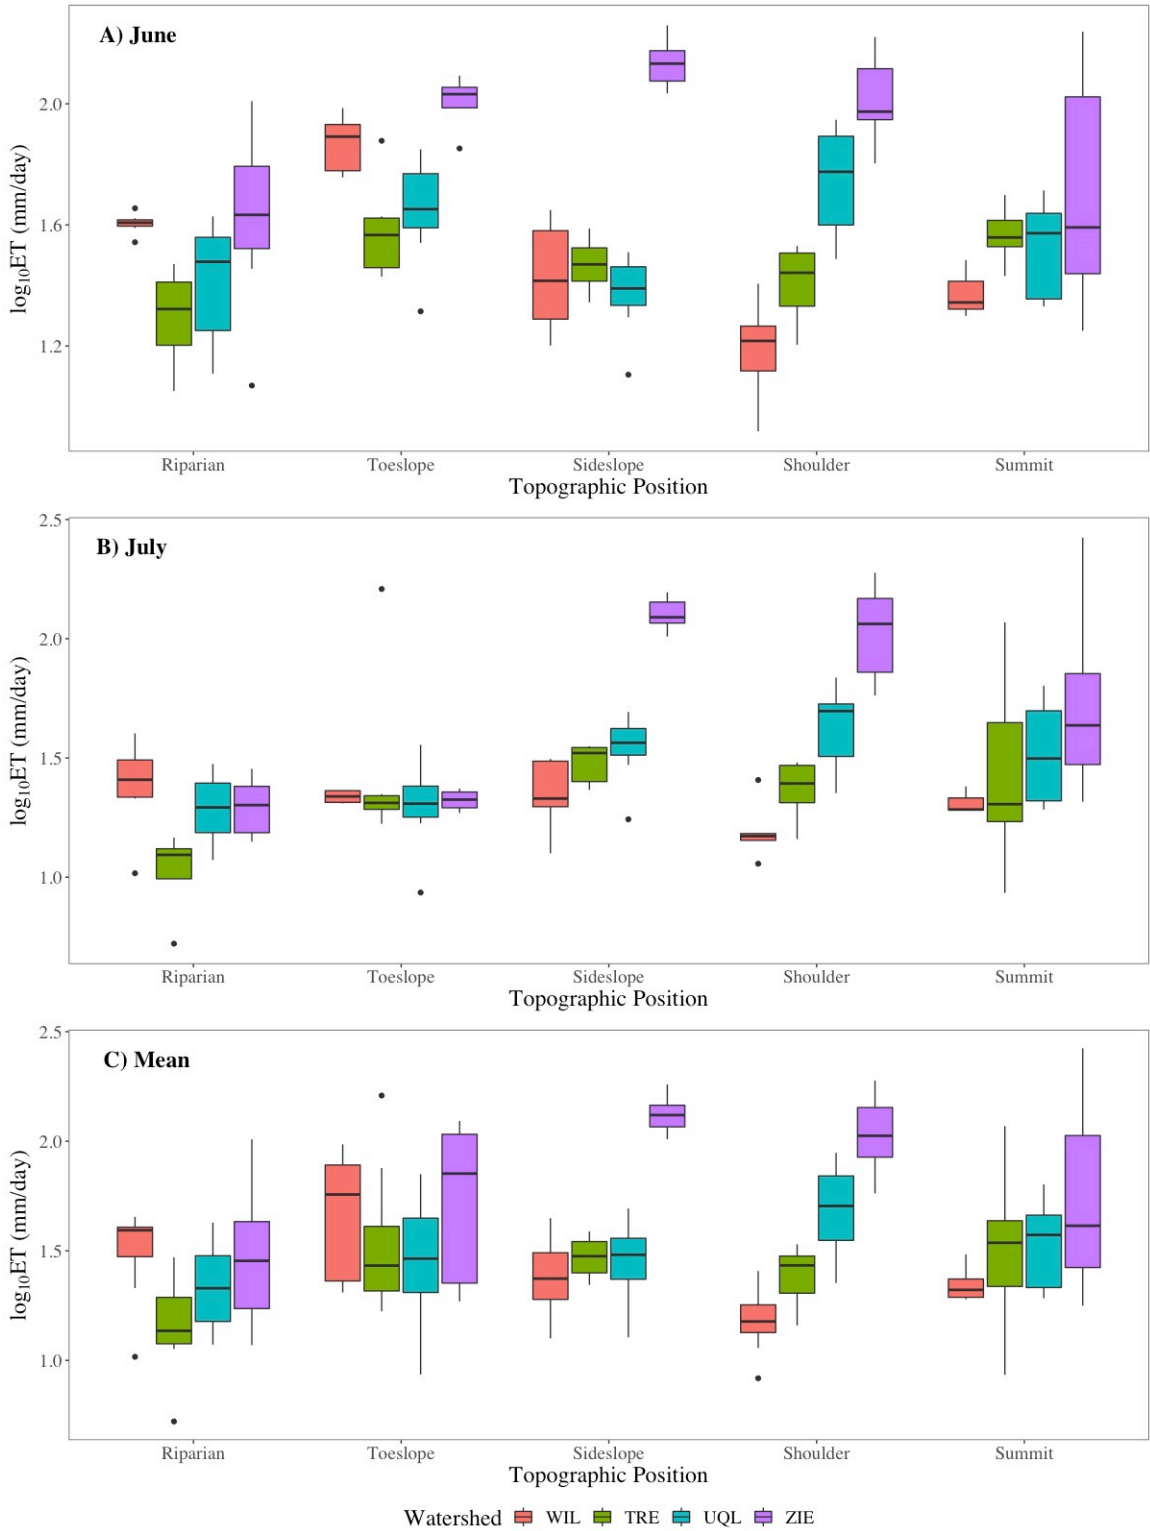 A) June
2.0
1.6
1.2
log10ET (mm/day)
Riparian Toeslope Sideslope Shoulder Summit
Topographic Position
B) July
2.5
2.0
1.5
1.0
log10ET (mm/day)
Riparian Toeslope Sideslope Shoulder Summit
Topographic Position
C) Mean
2.5
2.0
1.5
1.0
log10ET (mm/day)
Riparian Toeslope Sideslope Shoulder Summit
Topographic Position
Watershed WIL TRE UQL ZIE